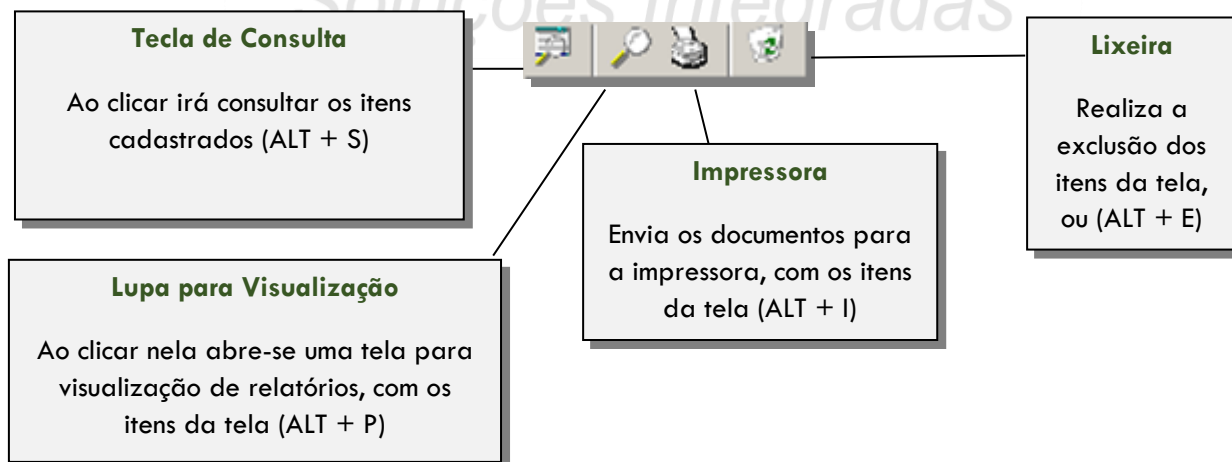 Soluções Integradas
Tecla de Consulta
Ao clicar irá consultar os itens
cadastrados (ALT + S)
Lixeira
Realiza a
exclusão dos
itens da tela,
ou (ALT + E)
Impressora
Envia os documentos para
a impressora, com os itens
da tela (ALT + I)
Lupa para Visualização
Ao clicar nela abre-se uma tela para
visualização de relatórios, com os
itens da tela (ALT + P)